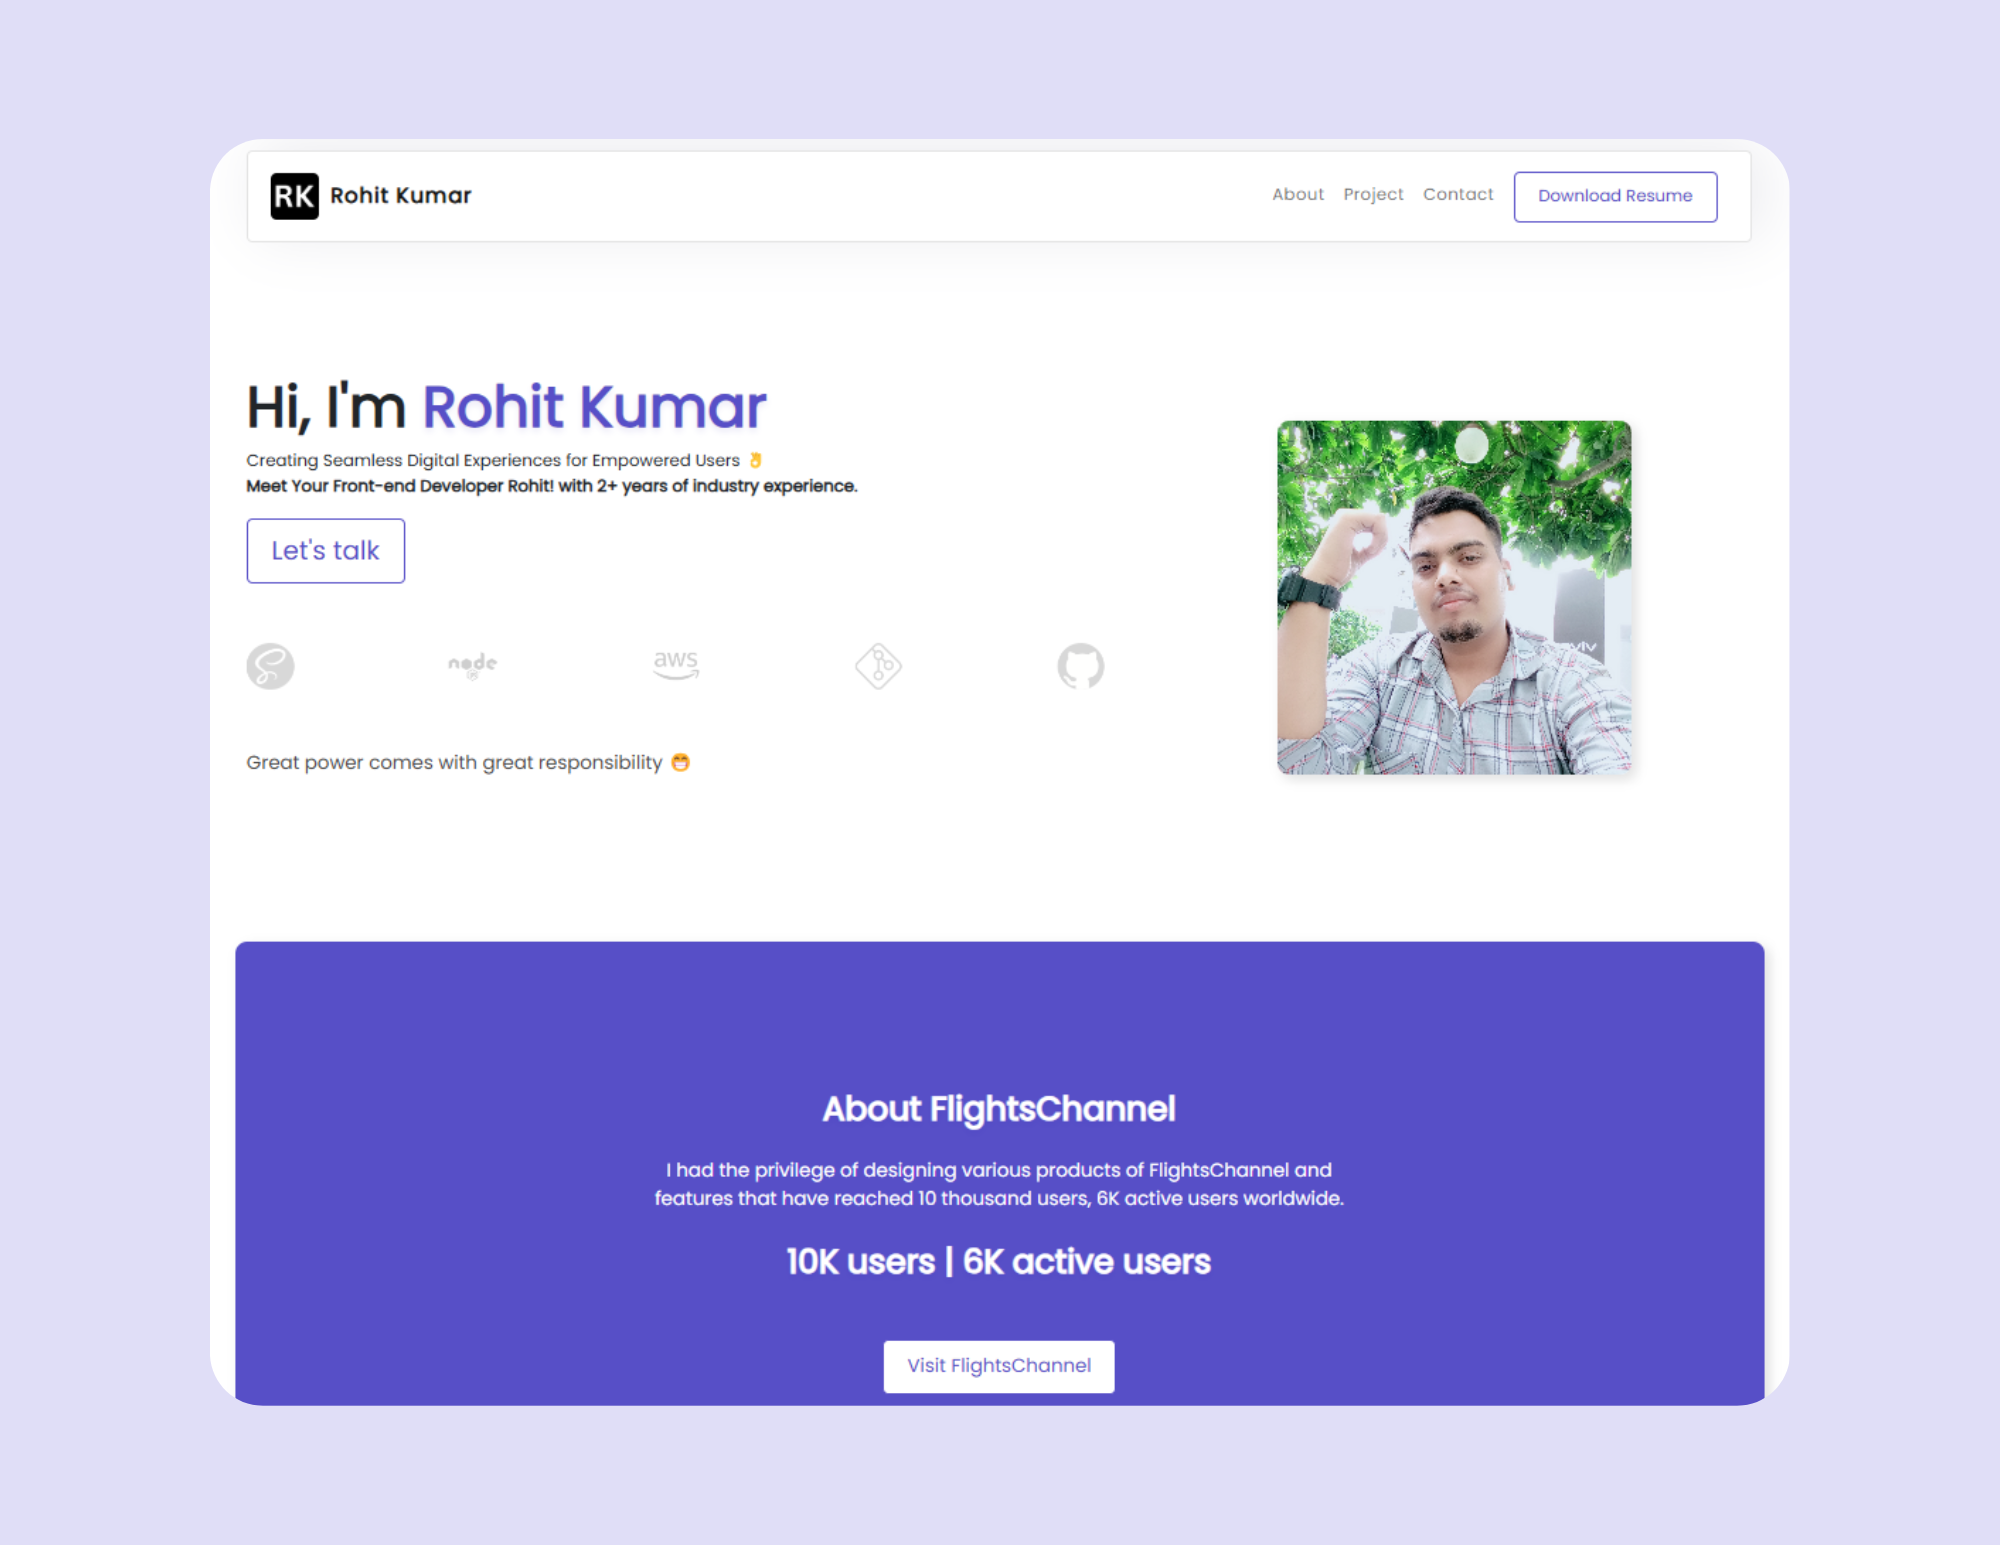 RK Rohit Kumar
About Project Contact Download Resume
Hi, I'm Rohit Kumar
Creating Seamless Digital Experiences for Empowered Users 👌
Meet Your Front-end Developer Rohit! with 2+ years of industry experience.
Let's talk
node
aws
Great power comes with great responsibility 😁
About FlightsChannel
I had the privilege of designing various products of FlightsChannel and
features that have reached 10 thousand users, 6K active users worldwide.
10K users | 6K active users
Visit FlightsChannel